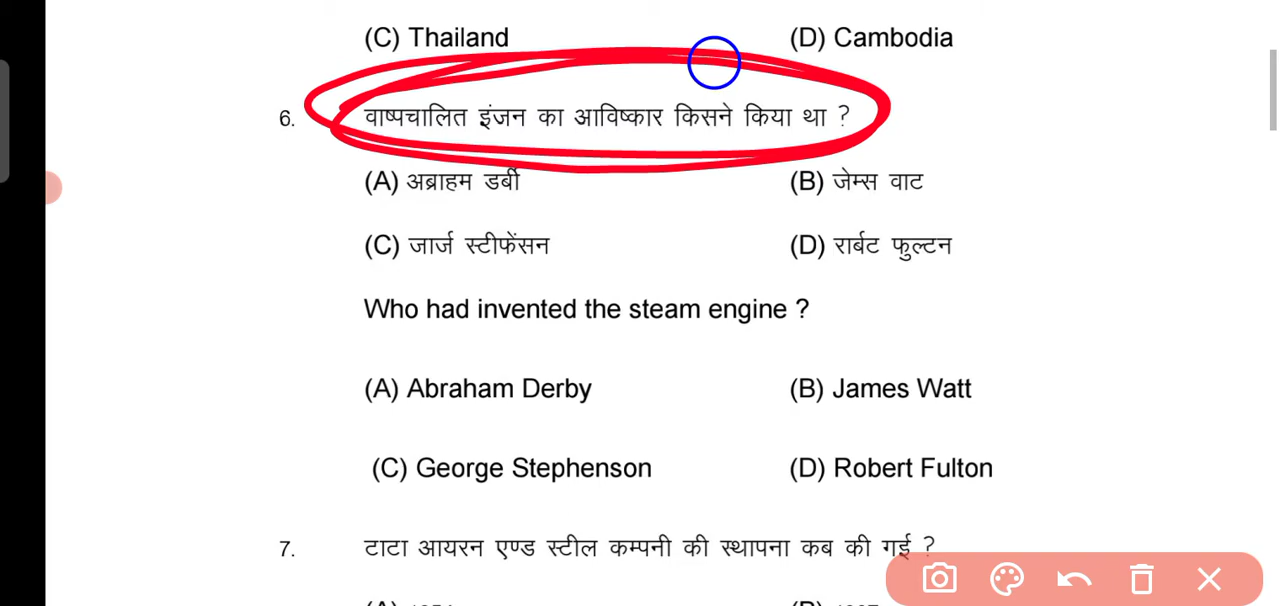 (C) Thailand (D) Cambodia
6. वाष्पचालित इंजन का आविष्कार किसने किया था ?
(A) अब्राहम डर्बी (B) जेम्स वाट
(C) जार्ज स्टीफेंसन (D) रार्बट फुल्टन
Who had invented the steam engine ?
(A) Abraham Derby (B) James Watt
(C) George Stephenson (D) Robert Fulton
7. टाटा आयरन एण्ड स्टील कम्पनी की स्थापना कब की गई ?